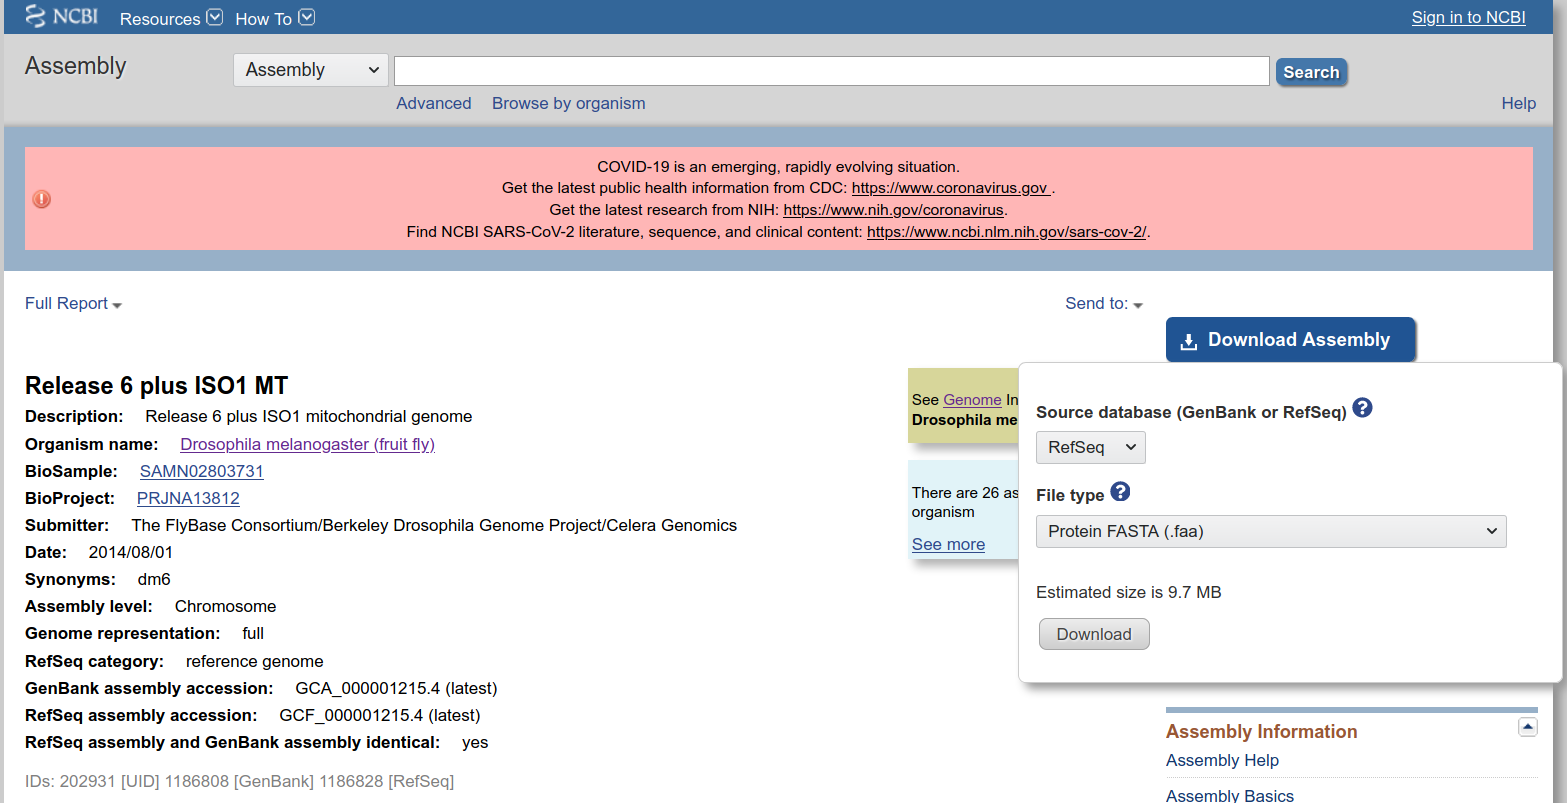 NCBI Resources How To Sign in to NCBI
Assembly Assembly Search
Advanced Browse by organism Help
COVID-19 is an emerging, rapidly evolving situation.
Get the latest public health information from CDC: https://www.coronavirus.gov .
Get the latest research from NIH: https://www.nih.gov/coronavirus.
Find NCBI SARS-CoV-2 literature, sequence, and clinical content: https://www.ncbi.nlm.nih.gov/sars-cov-2/.
Full Report Send to:
Download Assembly
Release 6 plus ISO1 MT
Description: Release 6 plus ISO1 mitochondrial genome
Organism name: Drosophila melanogaster (fruit fly)
BioSample: SAMN02803731
BioProject: PRJNA13812
Submitter: The FlyBase Consortium/Berkeley Drosophila Genome Project/Celera Genomics
Date: 2014/08/01
Synonyms: dm6
Assembly level: Chromosome
Genome representation: full
RefSeq category: reference genome
GenBank assembly accession: GCA_000001215.4 (latest)
RefSeq assembly accession: GCF_000001215.4 (latest)
RefSeq assembly and GenBank assembly identical: yes
IDs: 202931 [UID] 1186808 [GenBank] 1186828 [RefSeq]
See Genome In
Drosophila me
There are 26 as
organism
See more
Source database (GenBank or RefSeq) ?
RefSeq
File type ?
Protein FASTA (.faa)
Estimated size is 9.7 MB
Download
Assembly Information
Assembly Help
Assembly Basics